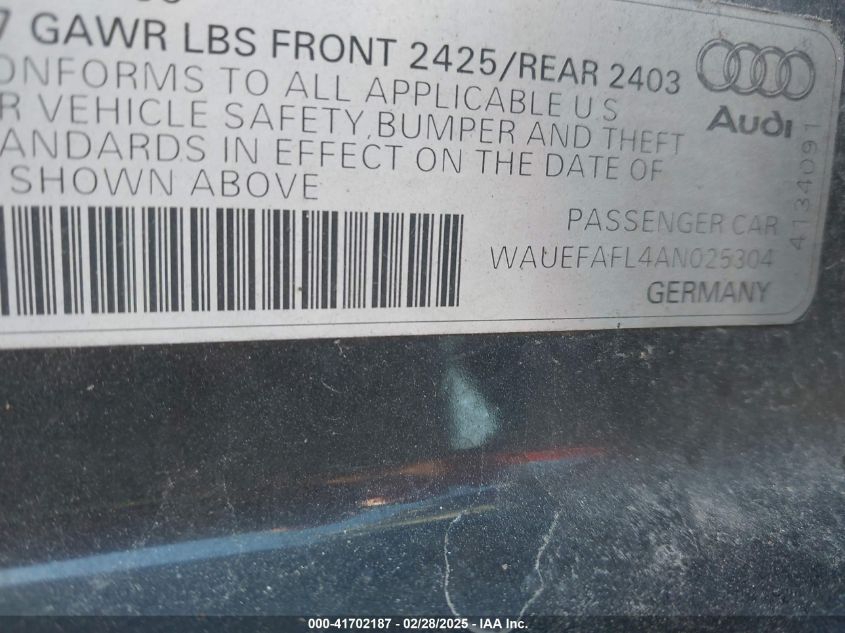 7 GAWR LBS FRONT 2425/REAR 2403
ONFORMS TO ALL APPLICABLE U S
R VEHICLE SAFETY, BUMPER AND THEFT
ANDARDS IN EFFECT ON THE DATE OF
SHOWN ABOVE
Audi
4134091
PASSENGER CAR
WAUEFAFL4AN025304
GERMANY
000-41702187 - 02/28/2025 - IAA Inc.